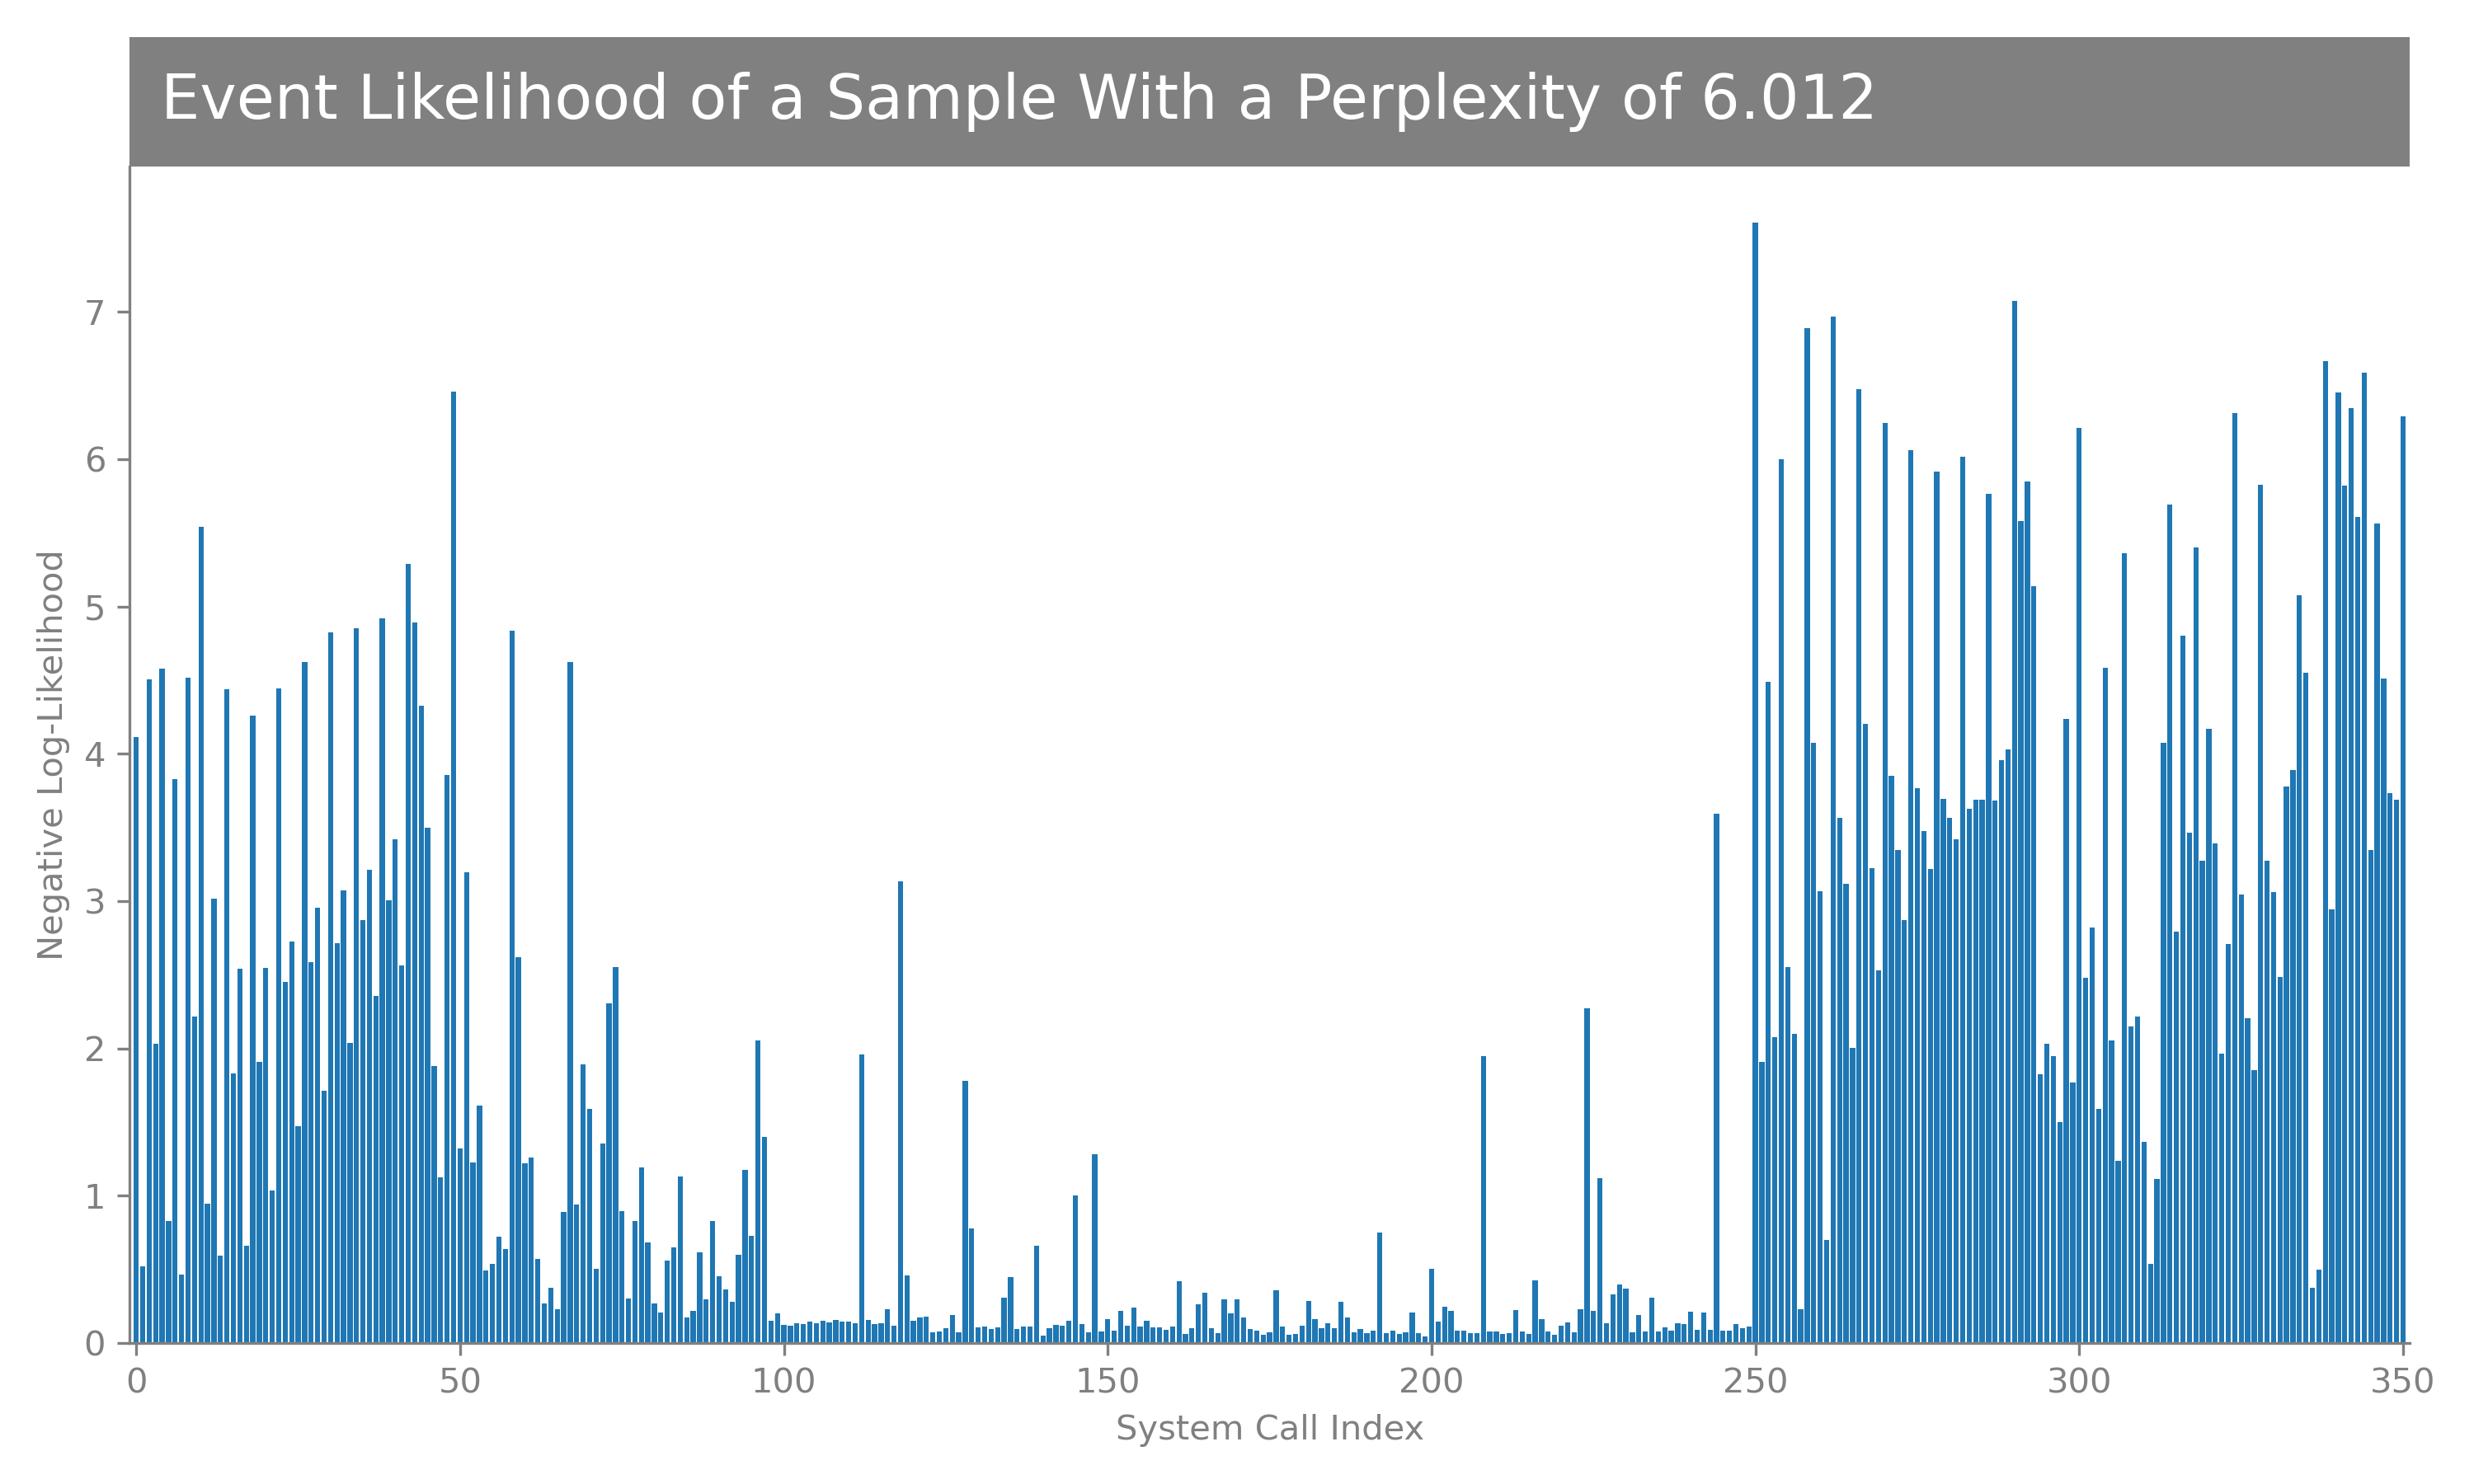 Event Likelihood of a Sample With a Perplexity of 6.012
Negative Log-Likelihood
7
6
5
4
3
2
1
0
0 50 100 150 200 250 300 350
System Call Index